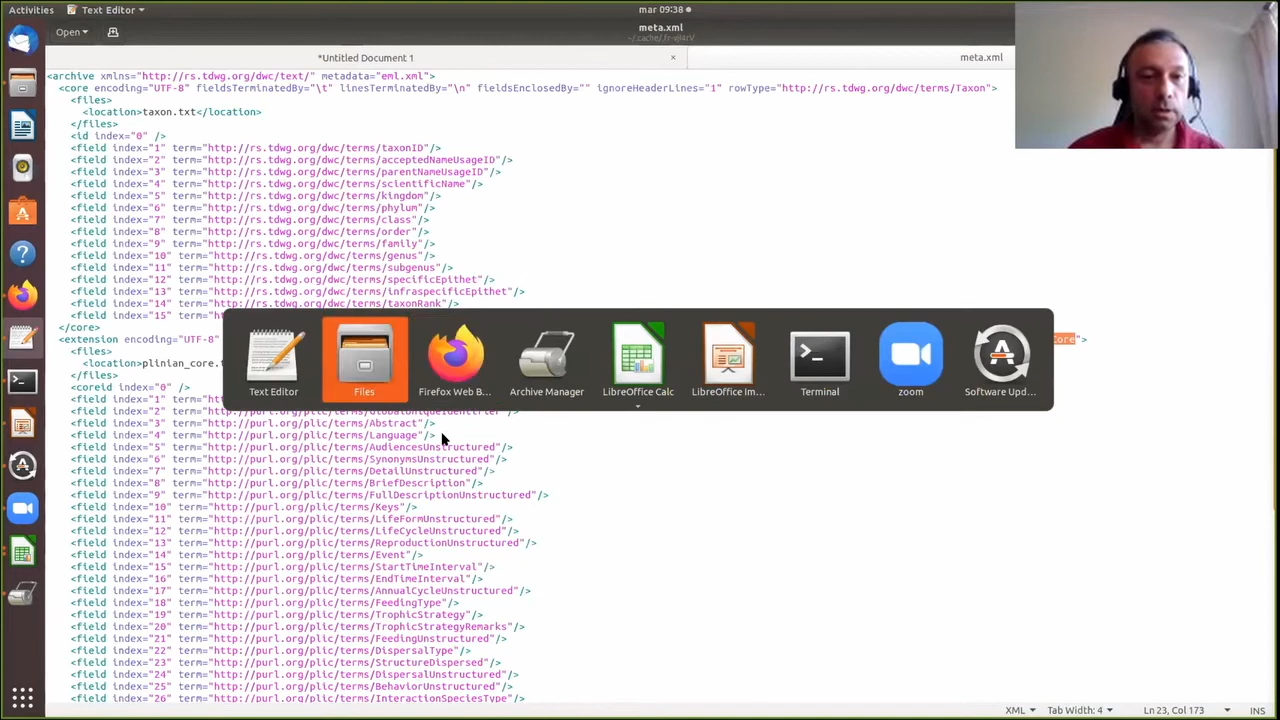 Activities
Text Editor
mar 09:38
Open
meta.xml
*Untitled Document 1
meta.xml
<archive xmlns="http://rs.tdwg.org/dwc/text/" metadata="eml.xml">
<core encoding="UTF-8" fieldsTerminatedBy="\t" linesTerminatedBy="\n" fieldsEnclosedBy="" ignoreHeaderLines="1" rowType="http://rs.tdwg.org/dwc/terms/Taxon">
<files>
<location>taxon.txt</location>
</files>
<id index="0" />
<field index="1" term="http://rs.tdwg.org/dwc/terms/taxonID"/>
<field index="2" term="http://rs.tdwg.org/dwc/terms/acceptedNameUsageID"/>
<field index="3" term="http://rs.tdwg.org/dwc/terms/parentNameUsageID"/>
<field index="4" term="http://rs.tdwg.org/dwc/terms/scientificName"/>
<field index="5" term="http://rs.tdwg.org/dwc/terms/kingdom"/>
<field index="6" term="http://rs.tdwg.org/dwc/terms/phylum"/>
<field index="7" term="http://rs.tdwg.org/dwc/terms/class"/>
<field index="8" term="http://rs.tdwg.org/dwc/terms/order"/>
<field index="9" term="http://rs.tdwg.org/dwc/terms/family"/>
<field index="10" term="http://rs.tdwg.org/dwc/terms/genus"/>
<field index="11" term="http://rs.tdwg.org/dwc/terms/subgenus"/>
<field index="12" term="http://rs.tdwg.org/dwc/terms/specificEpithet"/>
<field index="13" term="http://rs.tdwg.org/dwc/terms/infraspecificEpithet"/>
<field index="14" term="http://rs.tdwg.org/dwc/terms/taxonRank"/>
<field index="15"
</core>
<extension encoding="UTF-8" Core">
<files>
<location>plinian_core.t
</files>
<coreid index="0" />
<field index="1"
<field index="2" term="http://purl.org/plic/terms/GlobalUniqueIdentifier"/>
<field index="3" term="http://purl.org/plic/terms/Abstract"/>
<field index="4" term="http://purl.org/plic/terms/Language"/>
<field index="5" term="http://purl.org/plic/terms/AudiencesUnstructured"/>
<field index="6" term="http://purl.org/plic/terms/SynonymsUnstructured"/>
<field index="7" term="http://purl.org/plic/terms/DetailUnstructured"/>
<field index="8" term="http://purl.org/plic/terms/BriefDescription"/>
<field index="9" term="http://purl.org/plic/terms/FullDescriptionUnstructured"/>
<field index="10" term="http://purl.org/plic/terms/Keys"/>
<field index="11" term="http://purl.org/plic/terms/LifeFormUnstructured"/>
<field index="12" term="http://purl.org/plic/terms/LifeCycleUnstructured"/>
<field index="13" term="http://purl.org/plic/terms/ReproductionUnstructured"/>
<field index="14" term="http://purl.org/plic/terms/Event"/>
<field index="15" term="http://purl.org/plic/terms/StartTimeInterval"/>
<field index="16" term="http://purl.org/plic/terms/EndTimeInterval"/>
<field index="17" term="http://purl.org/plic/terms/AnnualCycleUnstructured"/>
<field index="18" term="http://purl.org/plic/terms/FeedingType"/>
<field index="19" term="http://purl.org/plic/terms/TrophicStrategy"/>
<field index="20" term="http://purl.org/plic/terms/TrophicStrategyRemarks"/>
<field index="21" term="http://purl.org/plic/terms/FeedingUnstructured"/>
<field index="22" term="http://purl.org/plic/terms/DispersalType"/>
<field index="23" term="http://purl.org/plic/terms/StructureDispersed"/>
<field index="24" term="http://purl.org/plic/terms/DispersalUnstructured"/>
<field index="25" term="http://purl.org/plic/terms/BehaviorUnstructured"/>
<field index="26" term="http://purl.org/plic/terms/InteractionSpeciesType"/>
Text Editor
Files
Firefox Web B...
Archive Manager
LibreOffice Calc
LibreOffice Im...
Terminal
zoom
Software Upd...
XML
Tab Width: 4
Ln 23, Col 173
INS